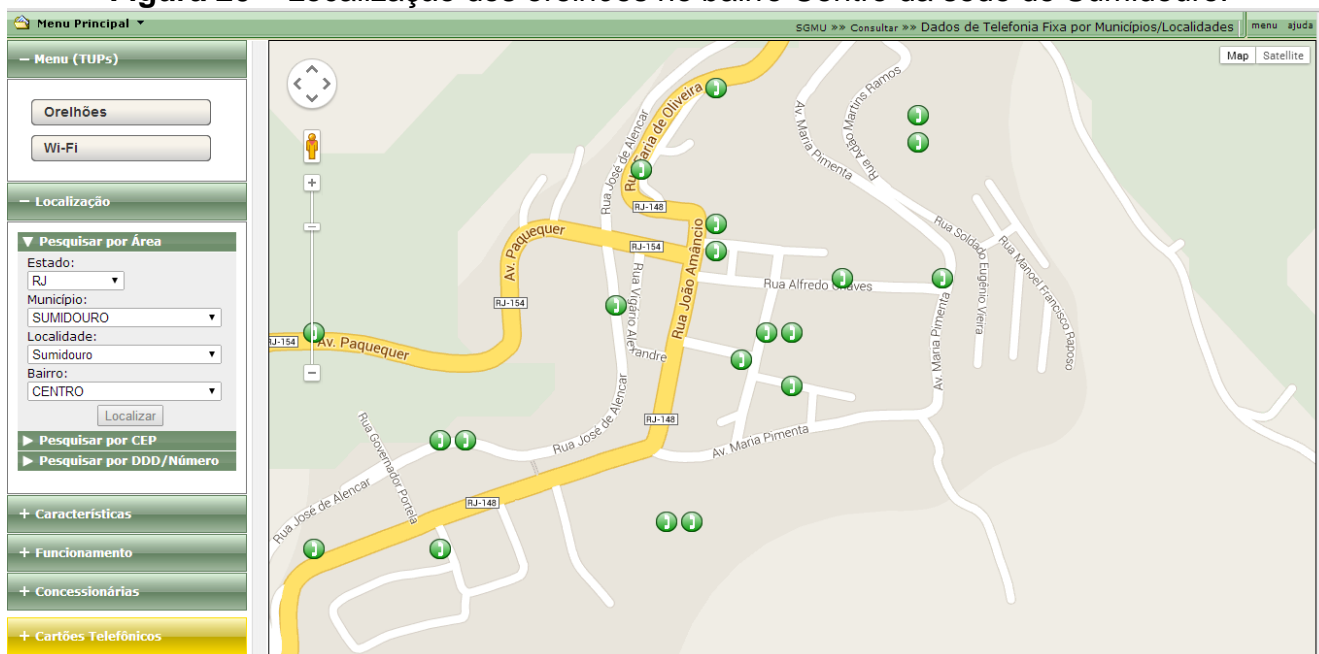 Figura 26 – Localização dos orelhões no bairro Centro da sede de Sumidouro.
Menu Principal
SGMU »» Consultar »» Dados de Telefonia Fixa por Municípios/Localidades
menu ajuda
– Menu (TUPs)
Orelhões
Wi-Fi
– Localização
Pesquisar por Área
Estado:
RJ
Município:
SUMIDOURO
Localidade:
Sumidouro
Bairro:
CENTRO
Localizar
Pesquisar por CEP
Pesquisar por DDD/Número
+ Características
+ Funcionamento
+ Concessionárias
+ Cartões Telefônicos
Map Satellite
Rua José de Alencar
Oliveira
RJ-148
Av. Maria Pimenta
Rua Adão Martins Ramos
Av. Paquequer
RJ-154
RJ-154
Rua João Amâncio
Rua Vigário
Rua Alfredo
Rua Soldado Eugênio Vieira
Rua Manoel Francisco Raposo
Av. Maria Pimenta
RJ-154
Av. Paquequer
RJ-148
Rua José de Alencar
Av. Maria Pimenta
Rua Governador Portela
Rua José de Alencar
RJ-148